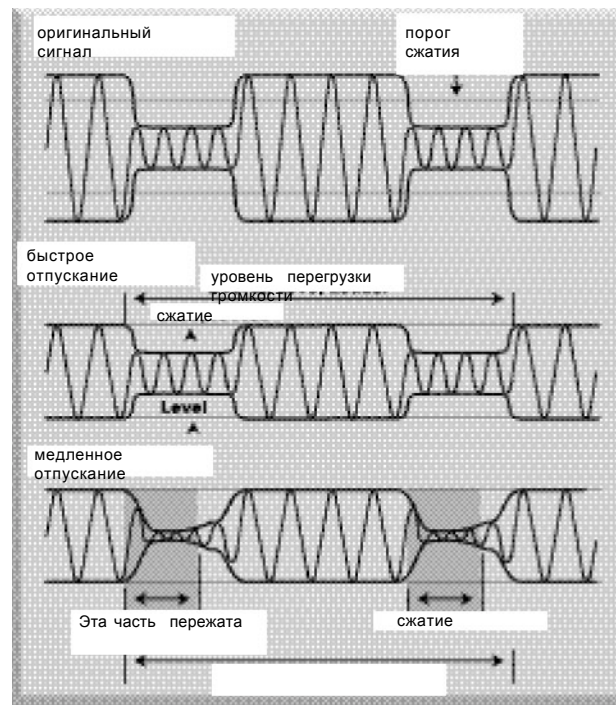 оригинальный
сигнал
порог
сжатия
быстрое
отпускание
уровень перегрузки
громкости
сжатие
Level
медленное
отпускание
Эта часть пережата
сжатие